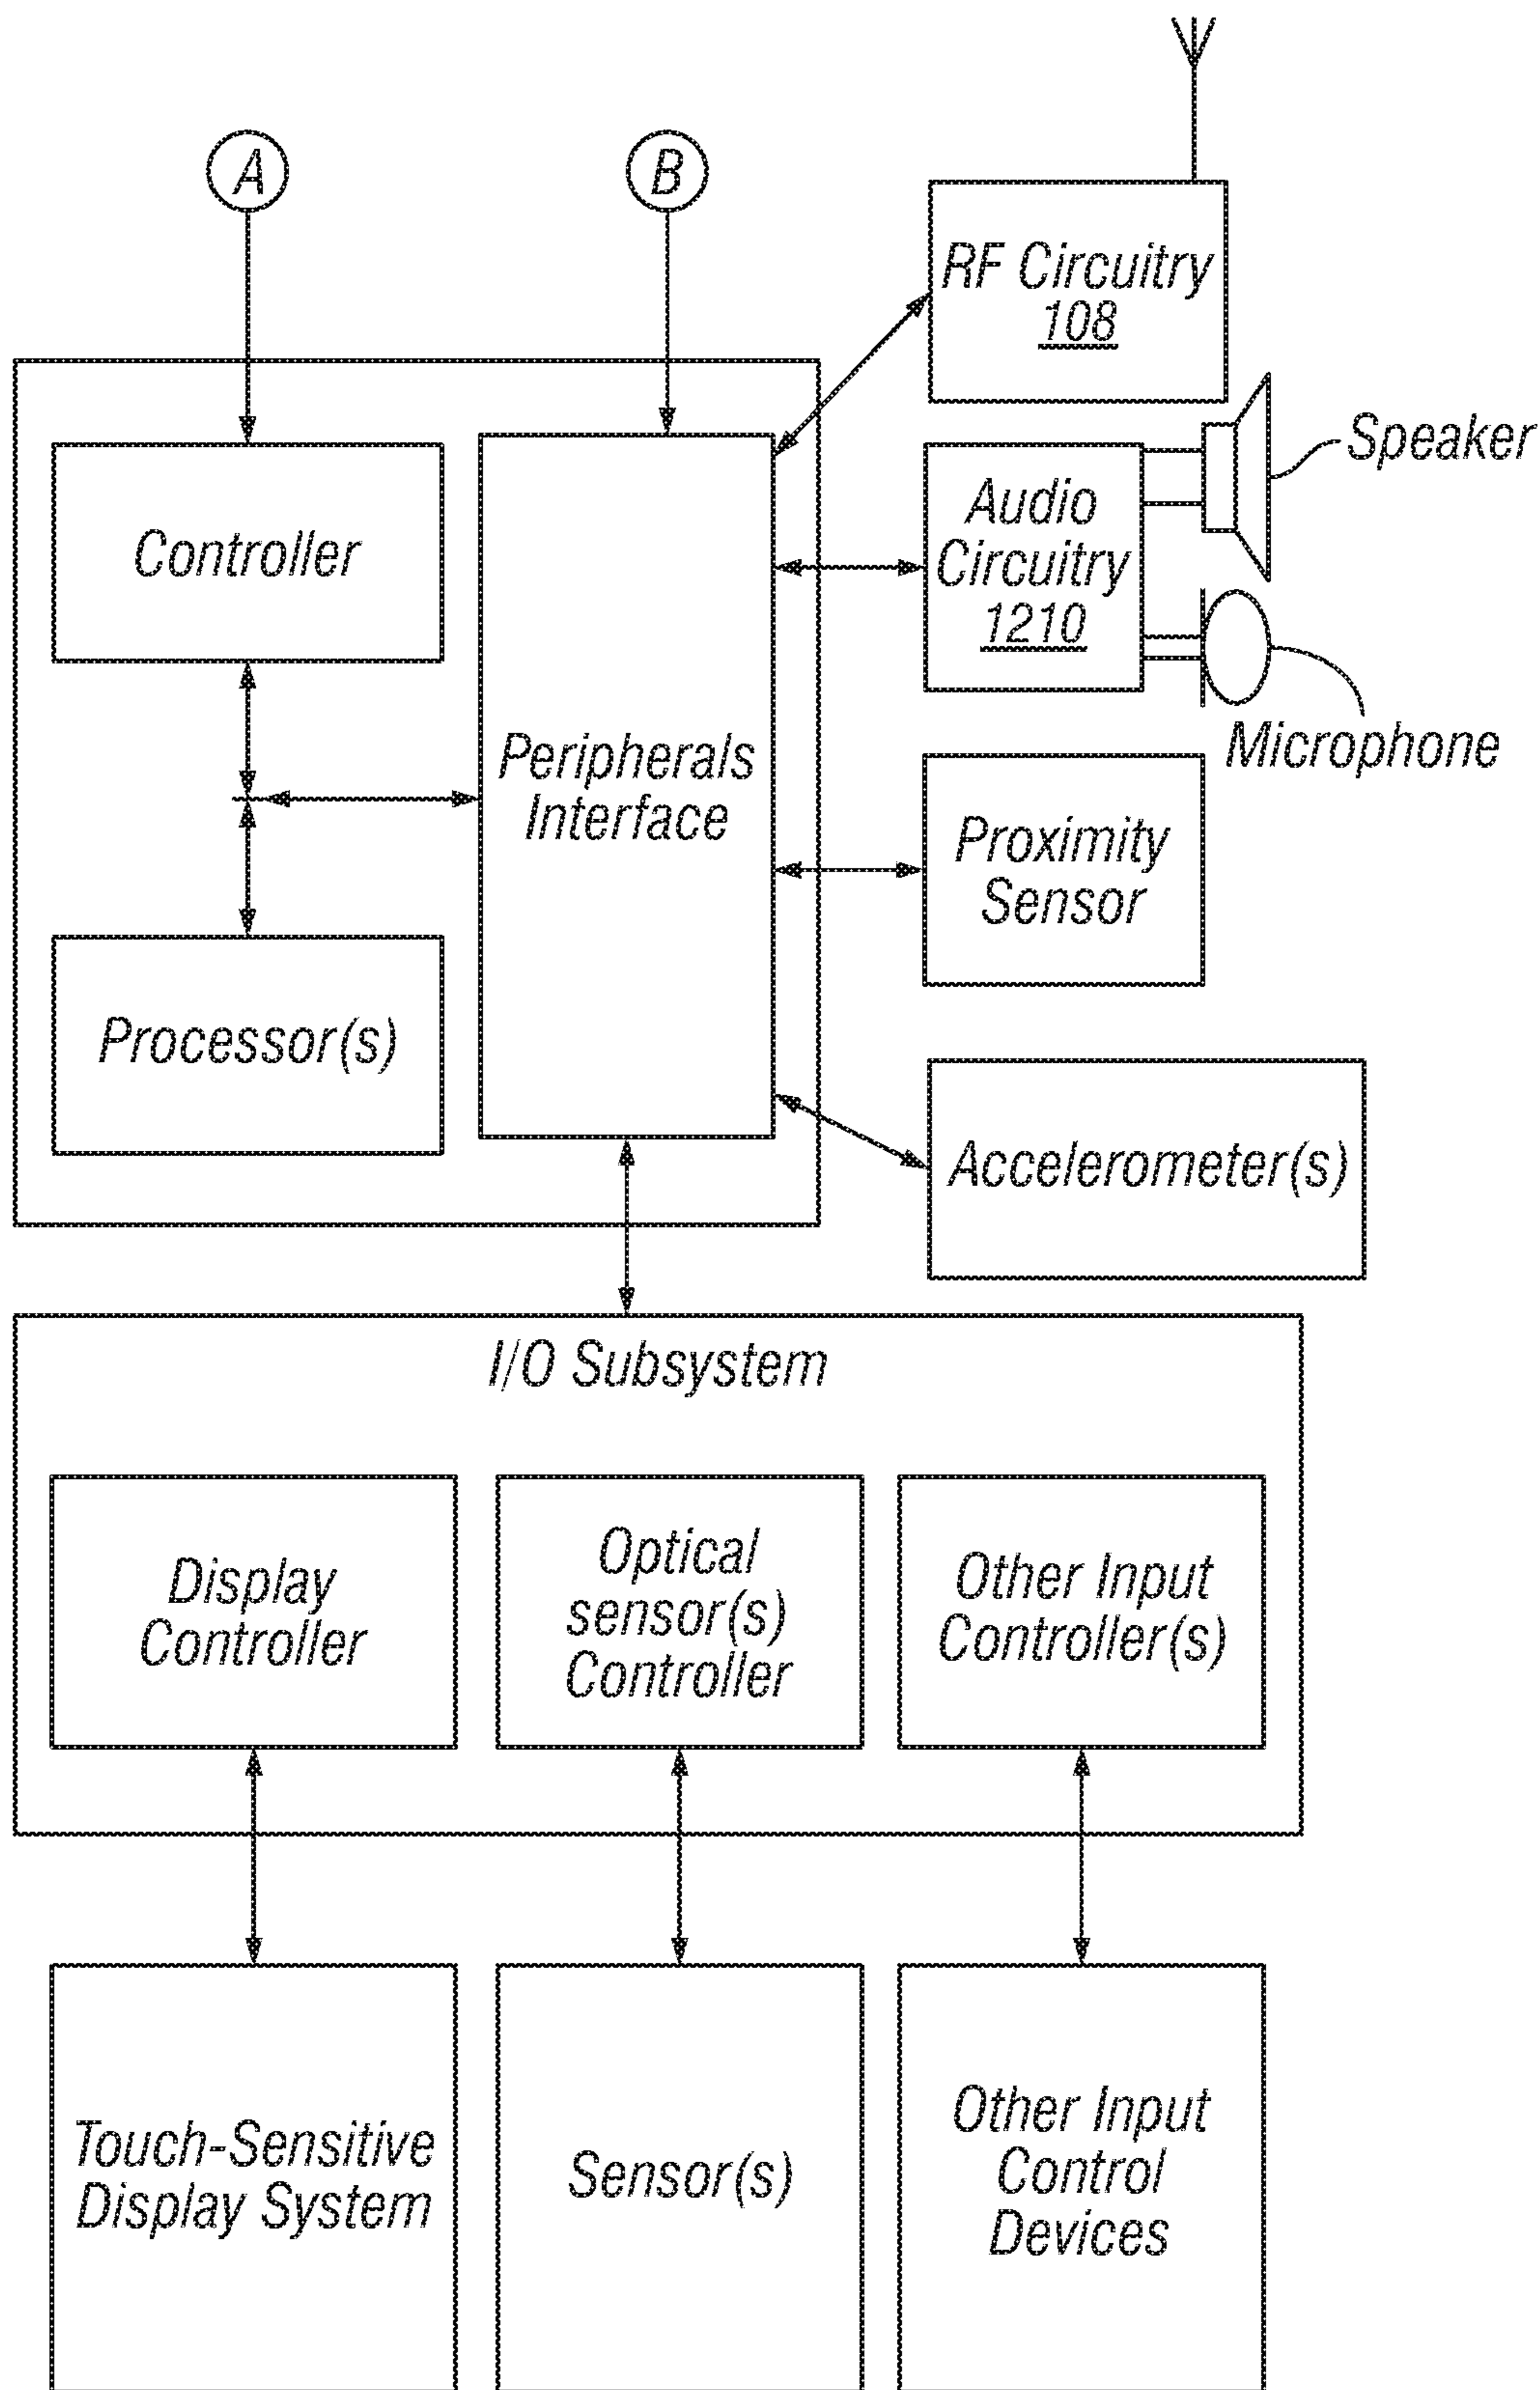 A
B
RF Circuitry
108
Speaker
Controller
Audio
Circuitry
1210
Microphone
Peripherals
Interface
Proximity
Sensor
Processor(s)
Accelerometer(s)
I/O Subsystem
Display
Controller
Optical
sensor(s)
Controller
Other Input
Controller(s)
Touch-Sensitive
Display System
Sensor(s)
Other Input
Control
Devices